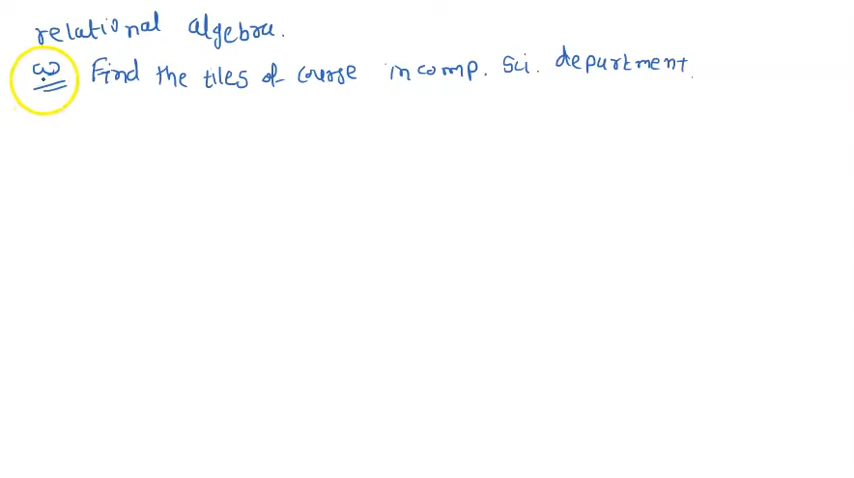 relational algebra.
Find the tiles of course in comp. Sci. department.